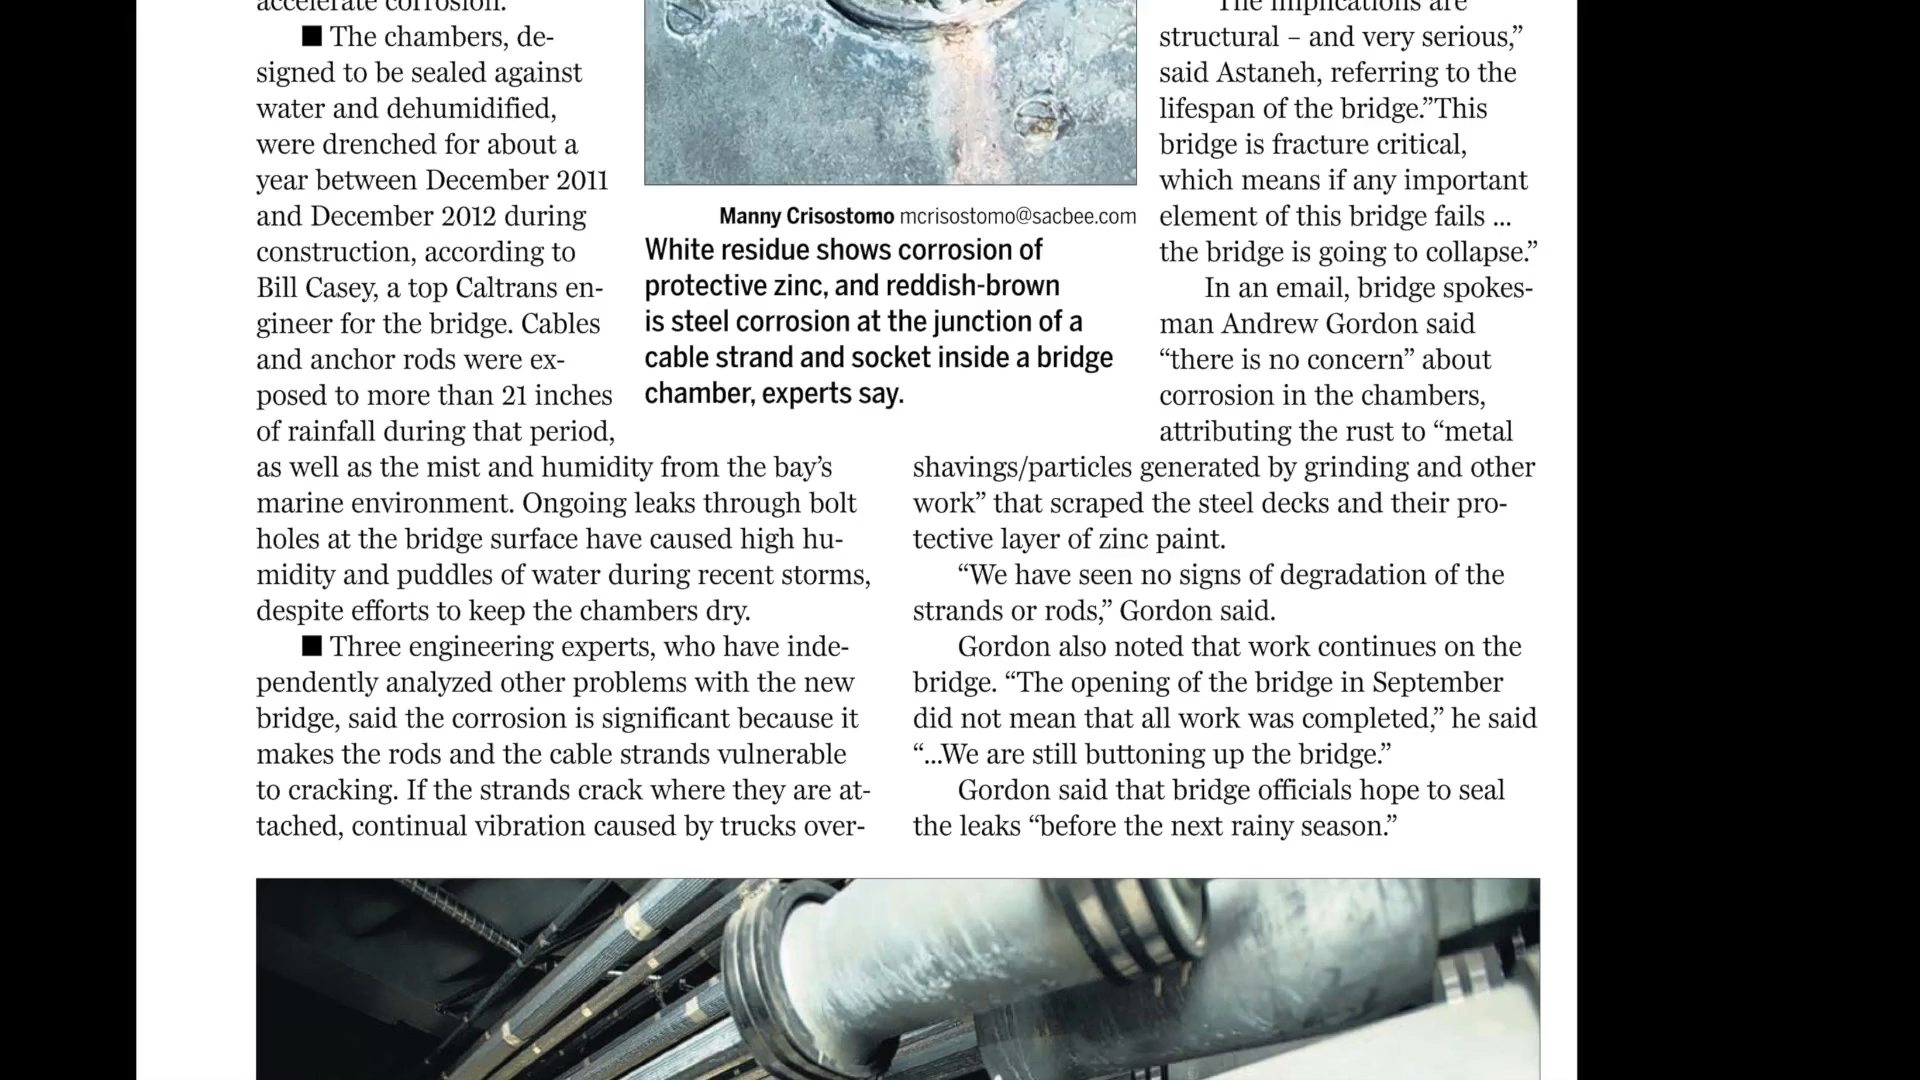 accelerate corrosion.
■ The chambers, de-
signed to be sealed against
water and dehumidified,
were drenched for about a
year between December 2011
and December 2012 during
construction, according to
Bill Casey, a top Caltrans en-
gineer for the bridge. Cables
and anchor rods were ex-
posed to more than 21 inches
of rainfall during that period,
as well as the mist and humidity from the bay’s
marine environment. Ongoing leaks through bolt
holes at the bridge surface have caused high hu-
midity and puddles of water during recent storms,
despite efforts to keep the chambers dry.
■ Three engineering experts, who have inde-
pendently analyzed other problems with the new
bridge, said the corrosion is significant because it
makes the rods and the cable strands vulnerable
to cracking. If the strands crack where they are at-
tached, continual vibration caused by trucks over-
Manny Crisostomo mcrisostomo@sacbee.com
White residue shows corrosion of
protective zinc, and reddish-brown
is steel corrosion at the junction of a
cable strand and socket inside a bridge
chamber, experts say.
The implications are
structural – and very serious,”
said Astaneh, referring to the
lifespan of the bridge.”This
bridge is fracture critical,
which means if any important
element of this bridge fails ...
the bridge is going to collapse.”
In an email, bridge spokes-
man Andrew Gordon said
“there is no concern” about
corrosion in the chambers,
attributing the rust to “metal
shavings/particles generated by grinding and other
work” that scraped the steel decks and their pro-
tective layer of zinc paint.
“We have seen no signs of degradation of the
strands or rods,” Gordon said.
Gordon also noted that work continues on the
bridge. “The opening of the bridge in September
did not mean that all work was completed,” he said
“...We are still buttoning up the bridge.”
Gordon said that bridge officials hope to seal
the leaks “before the next rainy season.”